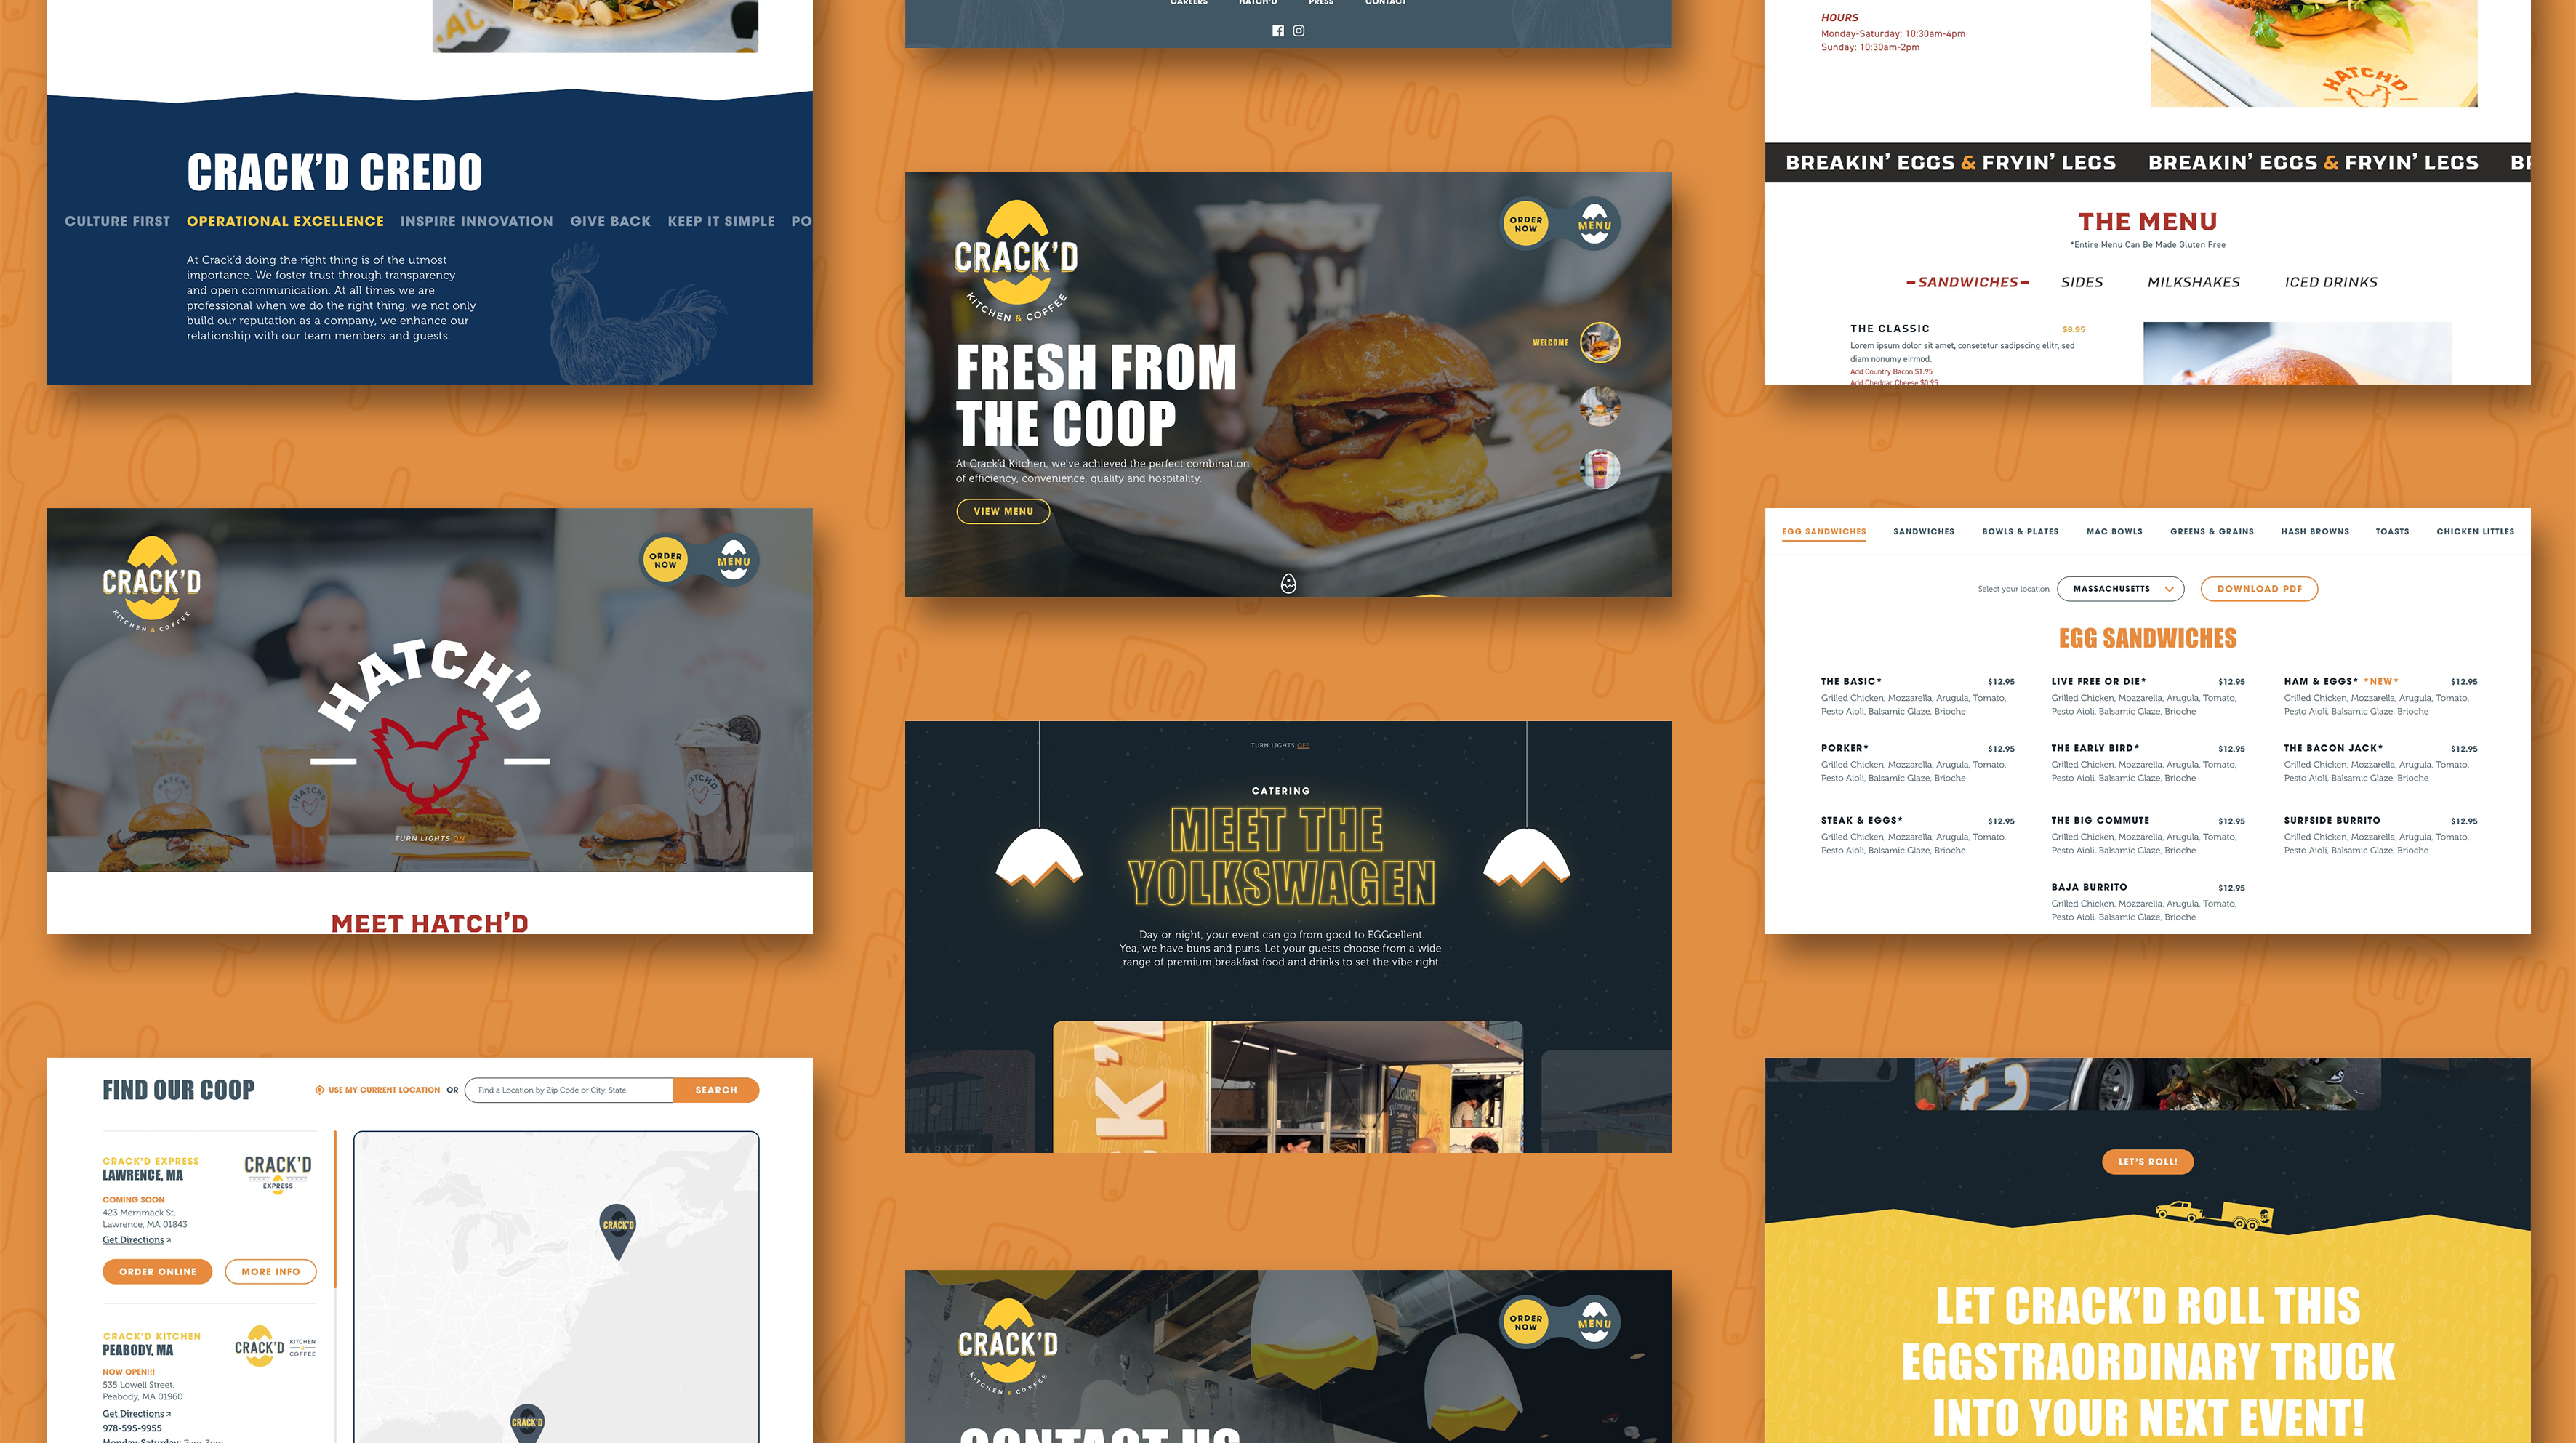 CRACK'D CREDO
CULTURE FIRST OPERATIONAL EXCELLENCE INSPIRE INNOVATION GIVE BACK KEEP IT SIMPLE PO
At Crack'd doing the right thing is of the utmost
importance. We foster trust through transparency
and open communication. At all times we are
professional when we do the right thing, we not only
build our reputation as a company, we enhance our
relationship with our team members and guests.
CRACK'D
KITCHEN & COFFEE
ORDER
NOW
MENU
HATCH'D
HATCH'D
HATCH'D
TURN LIGHTS ON
MEET HATCH'D
FIND OUR COOP
USE MY CURRENT LOCATION OR Find a Location by Zip Code or City, State SEARCH
CRACK'D EXPRESS
LAWRENCE, MA
CRACK'D
EXPRESS
COMING SOON
423 Merrimack St,
Lawrence, MA 01843
Get Directions
ORDER ONLINE MORE INFO
CRACK'D KITCHEN
PEABODY, MA
CRACK'D KITCHEN & COFFEE
NOW OPEN!!!
535 Lowell Street,
Peabody, MA 01960
Get Directions
978-595-9955
Monday-Saturday: 7am-3pm
CRACK'D
CRACK'D
CAREERS HATCH'D PRESS CONTACT
CRACK'D
KITCHEN & COFFEE
ORDER
NOW
MENU
WELCOME
FRESH FROM
THE COOP
At Crack'd Kitchen, we've achieved the perfect combination
of efficiency, convenience, quality and hospitality.
VIEW MENU
CRACK'D
TURN LIGHTS OFF
CATERING
MEET THE
YOLKSWAGEN
Day or night, your event can go from good to EGGcellent.
Yea, we have buns and puns. Let your guests choose from a wide
range of premium breakfast food and drinks to set the vibe right.
MARKET
CRACK'D
KITCHEN & COFFEE
ORDER
NOW
MENU
CONTACT US
HOURS
Monday-Saturday: 10:30am-4pm
Sunday: 10:30am-2pm
HATCH'D
BREAKIN' EGGS & FRYIN' LEGS BREAKIN' EGGS & FRYIN' LEGS BR
THE MENU
*Entire Menu Can Be Made Gluten Free
SANDWICHES SIDES MILKSHAKES ICED DRINKS
THE CLASSIC $8.95
Lorem ipsum dolor sit amet, consetetur sadipscing elitr, sed
diam nonumy eirmod.
Add Country Bacon $1.95
Add Cheddar Cheese $0.95
EGG SANDWICHES SANDWICHES BOWLS & PLATES MAC BOWLS GREENS & GRAINS HASH BROWNS TOASTS CHICKEN LITTLES
Select your location MASSACHUSETTS DOWNLOAD PDF
EGG SANDWICHES
THE BASIC* $12.95 LIVE FREE OR DIE* $12.95 HAM & EGGS* *NEW* $12.95
Grilled Chicken, Mozzarella, Arugula, Tomato, Grilled Chicken, Mozzarella, Arugula, Tomato, Grilled Chicken, Mozzarella, Arugula, Tomato,
Pesto Aioli, Balsamic Glaze, Brioche Pesto Aioli, Balsamic Glaze, Brioche Pesto Aioli, Balsamic Glaze, Brioche
PORKER* $12.95 THE EARLY BIRD* $12.95 THE BACON JACK* $12.95
Grilled Chicken, Mozzarella, Arugula, Tomato, Grilled Chicken, Mozzarella, Arugula, Tomato, Grilled Chicken, Mozzarella, Arugula, Tomato,
Pesto Aioli, Balsamic Glaze, Brioche Pesto Aioli, Balsamic Glaze, Brioche Pesto Aioli, Balsamic Glaze, Brioche
STEAK & EGGS* $12.95 THE BIG COMMUTE $12.95 SURFSIDE BURRITO $12.95
Grilled Chicken, Mozzarella, Arugula, Tomato, Grilled Chicken, Mozzarella, Arugula, Tomato, Grilled Chicken, Mozzarella, Arugula, Tomato,
Pesto Aioli, Balsamic Glaze, Brioche Pesto Aioli, Balsamic Glaze, Brioche Pesto Aioli, Balsamic Glaze, Brioche
BAJA BURRITO $12.95
Grilled Chicken, Mozzarella, Arugula, Tomato,
Pesto Aioli, Balsamic Glaze, Brioche
LET'S ROLL!
LET CRACK'D ROLL THIS
EGGSTRAORDINARY TRUCK
INTO YOUR NEXT EVENT!